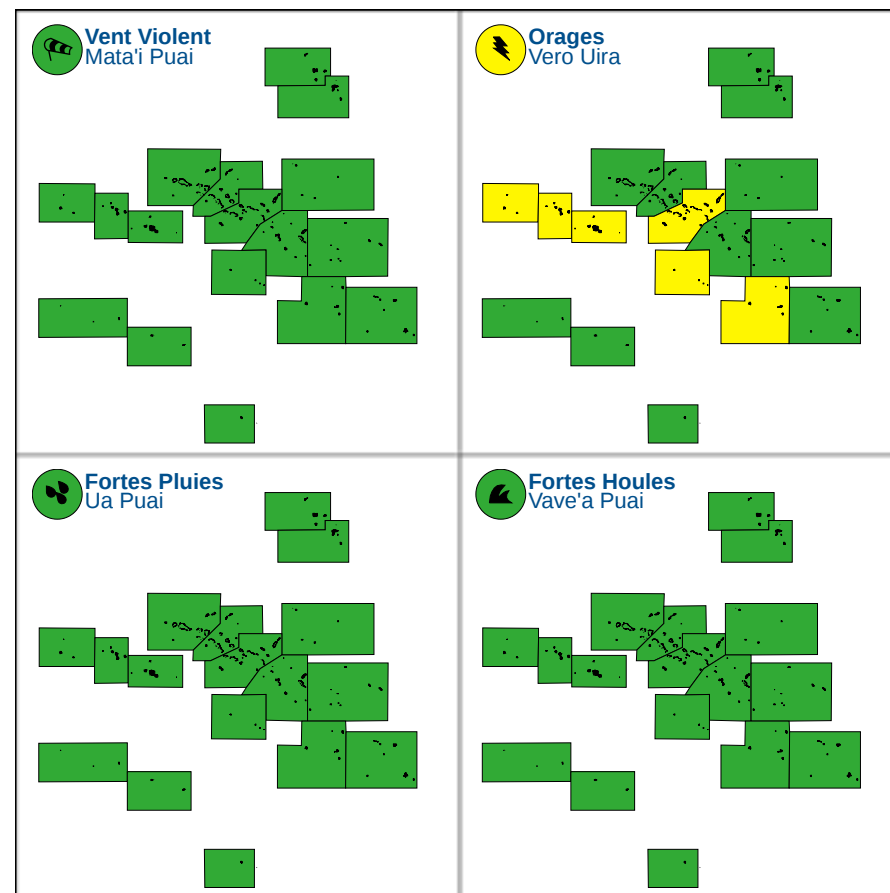 Vent Violent
Mata'i Puai
Orages
Vero Uira
Fortes Pluies
Ua Puai
Fortes Houles
Vave'a Puai